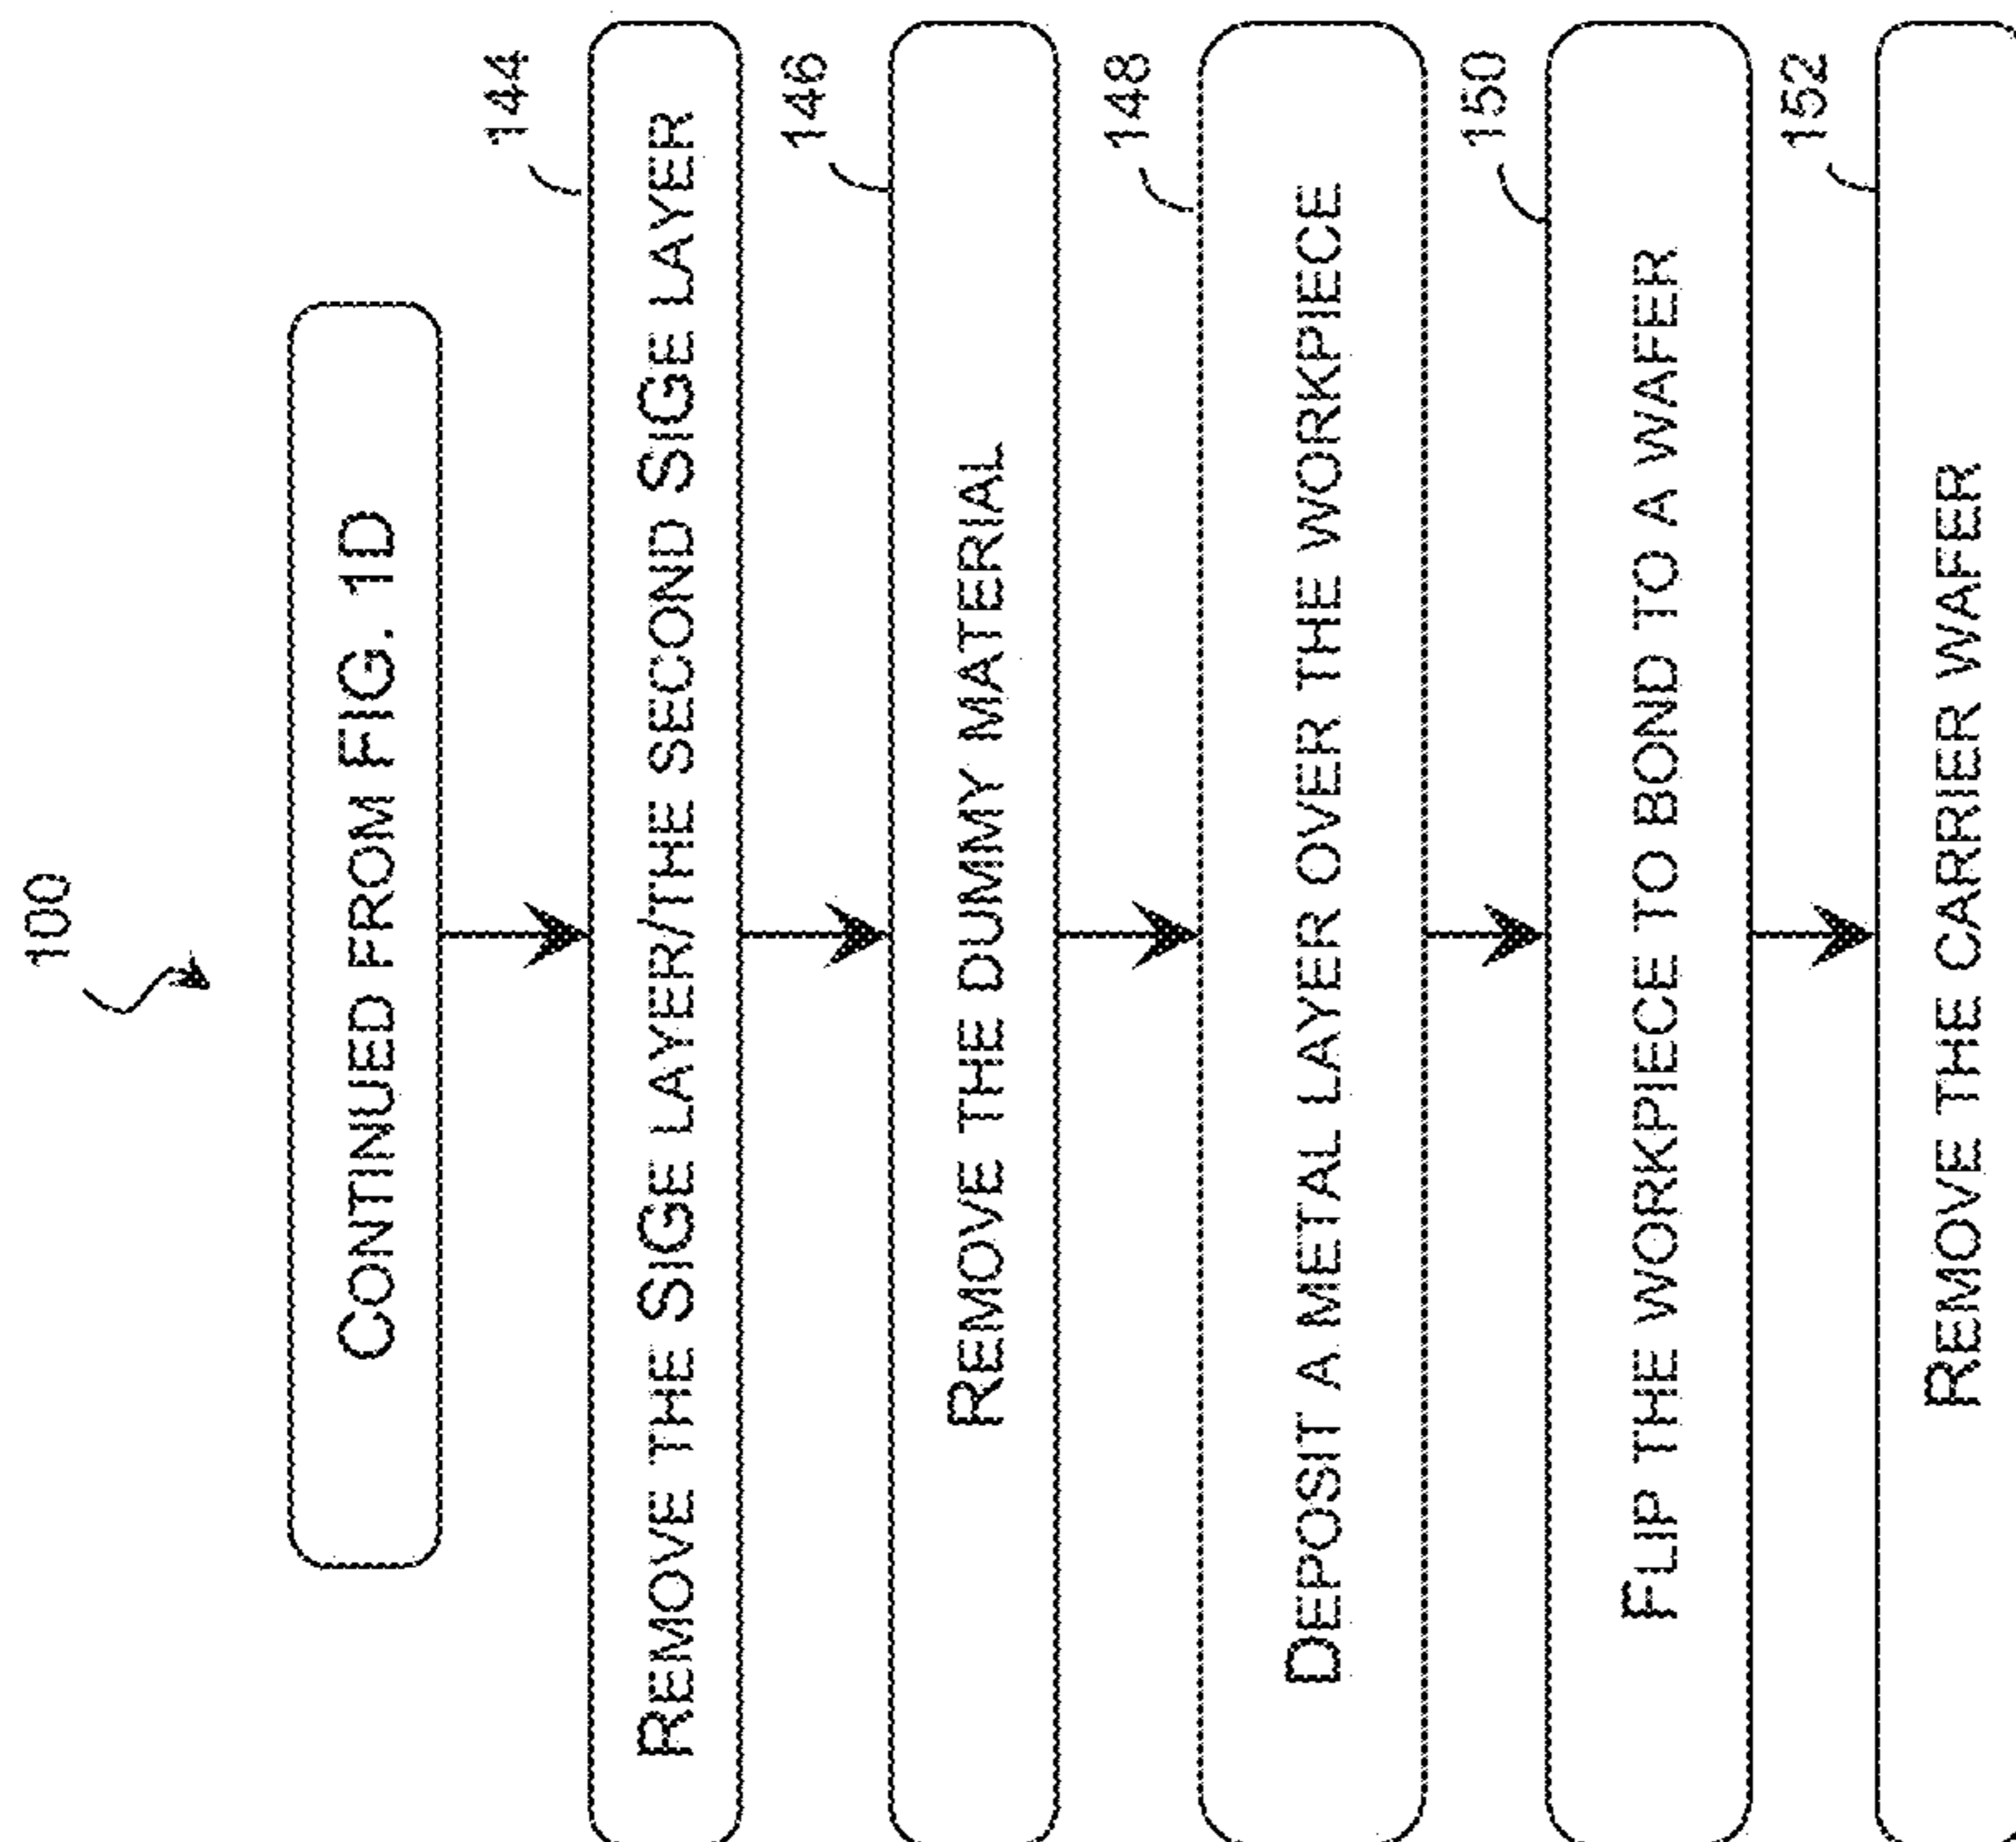 100
CONTINUED FROM FIG. 1D
144
REMOVE THE SIGE LAYER/THE SECOND SIGE LAYER
146
REMOVE THE DUMMY MATERIAL
148
DEPOSIT A METAL LAYER OVER THE WORKPIECE
150
FLIP THE WORKPIECE TO BOND TO A WAFER
152
REMOVE THE CARRIER WAFER